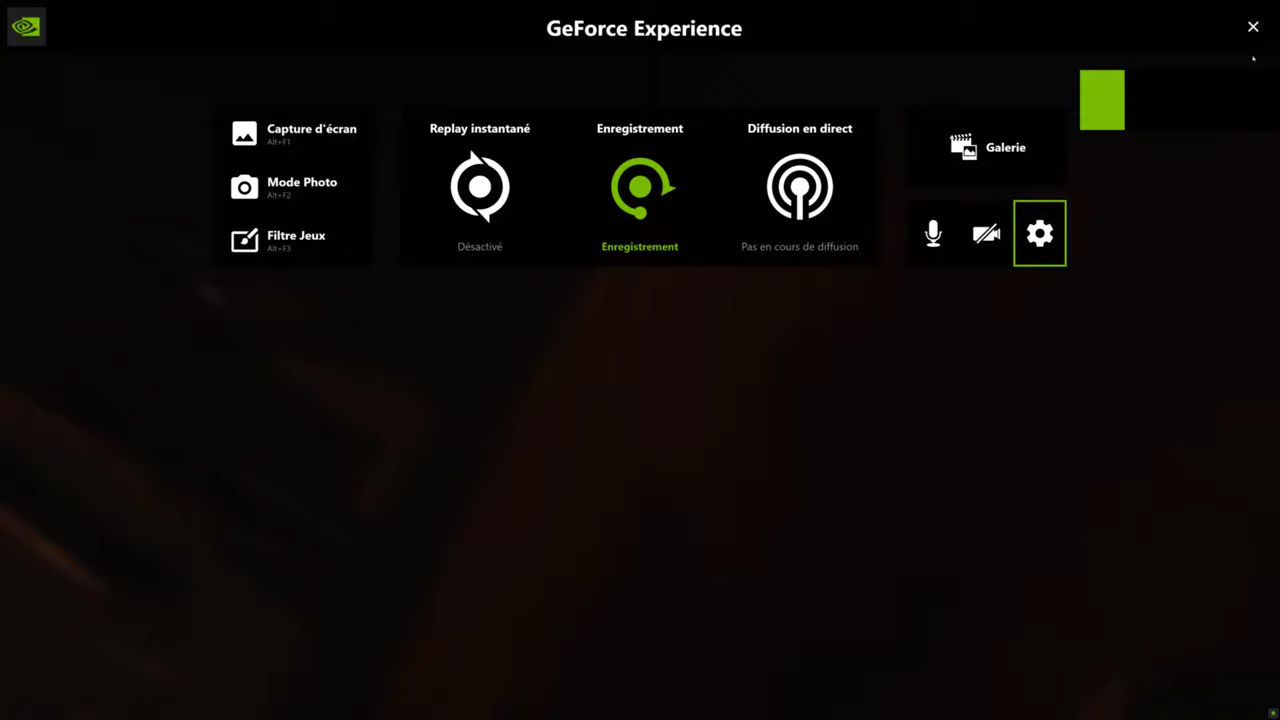 GeForce Experience
Capture d'écran
Alt+F1
Mode Photo
Alt+F2
Filtre Jeux
Alt+F3
Replay instantané
Désactivé
Enregistrement
Enregistrement
Diffusion en direct
Pas en cours de diffusion
Galerie